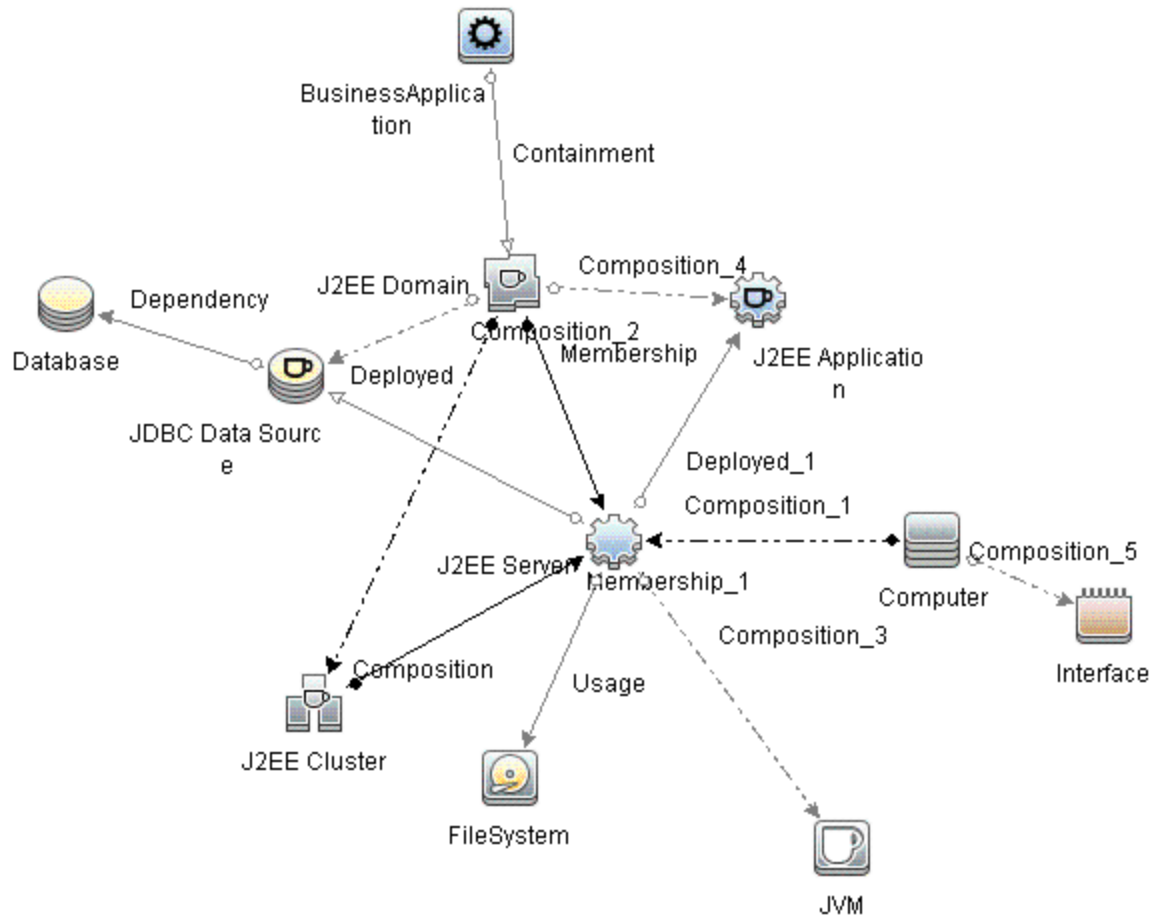 BusinessApplica
tion
Containment
Composition_4
J2EE Domain
Dependency
Composition_2
Membership
Database
J2EE Applicatio
n
Deployed
JDBC Data Sourc
e
Deployed_1
Composition_1
Composition_5
J2EE Server
Membership_1
Computer
Composition_3
Composition
Usage
Interface
J2EE Cluster
FileSystem
JVM